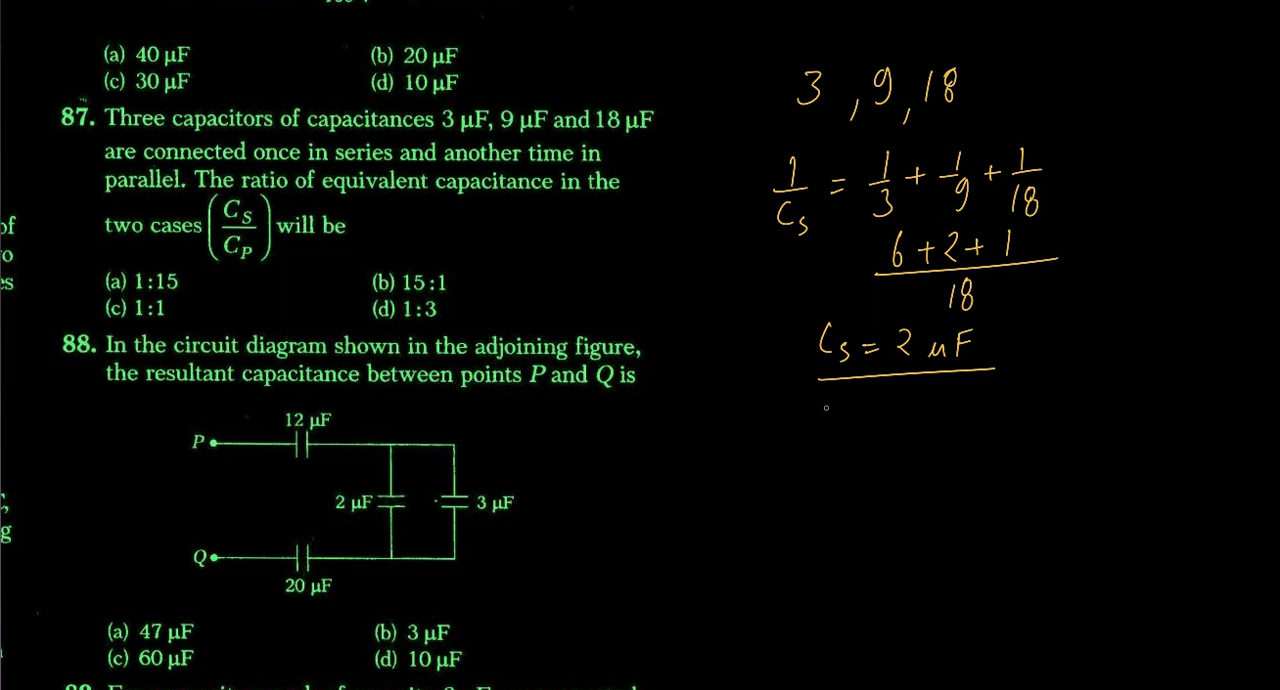 (a) 40 μF (b) 20 μF
(c) 30 μF (d) 10 μF
87. Three capacitors of capacitances 3 μF, 9 μF and 18 μF
are connected once in series and another time in
parallel. The ratio of equivalent capacitance in the
two cases (C_S/C_P) will be
(a) 1:15 (b) 15:1
(c) 1:1 (d) 1:3
88. In the circuit diagram shown in the adjoining figure,
the resultant capacitance between points P and Q is
12 μF
P
2 μF 3 μF
Q
20 μF
(a) 47 μF (b) 3 μF
(c) 60 μF (d) 10 μF
of
es
g
3, 9, 18
1/C_s = 1/3 + 1/9 + 1/18
6+2+1
18
C_s = 2 μF